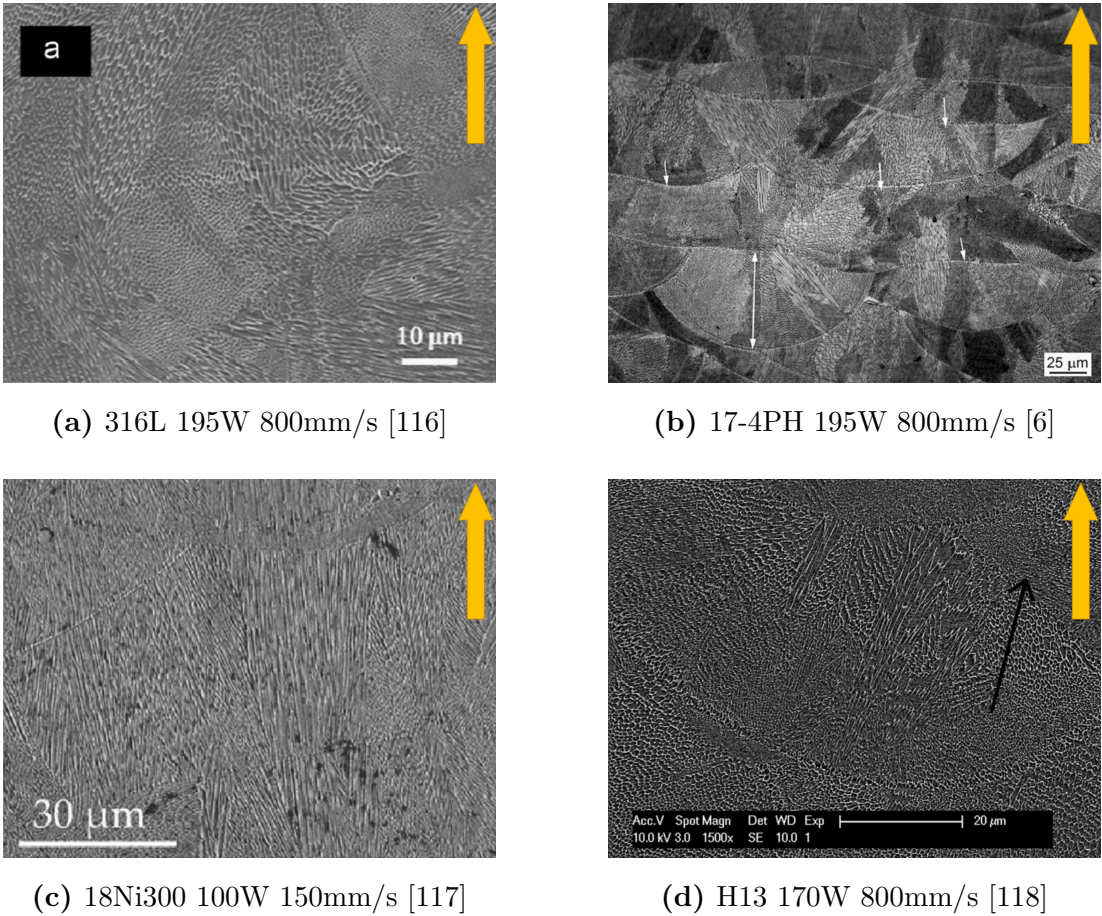 a
10 μm
25 μm
(a) 316L 195W 800mm/s [116]
(b) 17-4PH 195W 800mm/s [6]
30 μm
Acc.V Spot Magn Det WD Exp
10.0 kV 3.0 1500x SE 10.0 1
20 μm
(c) 18Ni300 100W 150mm/s [117]
(d) H13 170W 800mm/s [118]